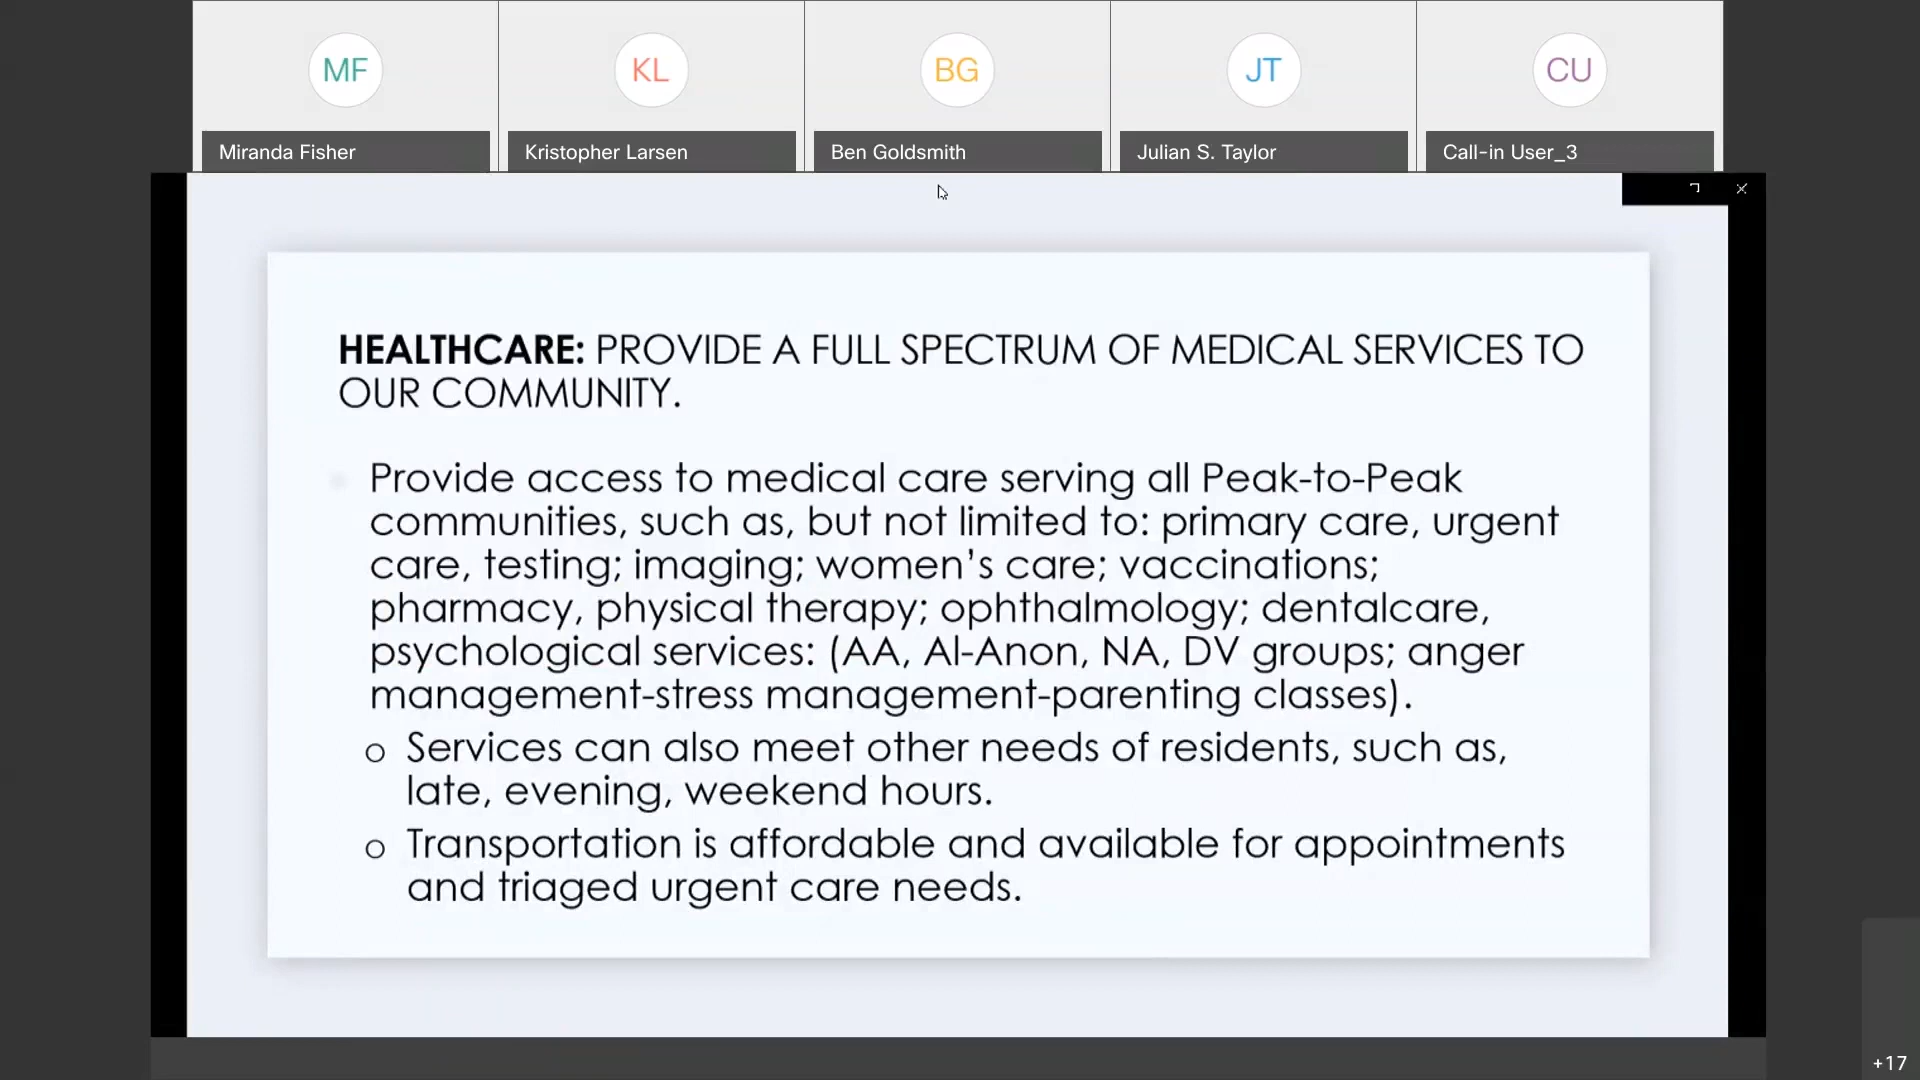 MF
KL
BG
JT
CU
Miranda Fisher
Kristopher Larsen
Ben Goldsmith
Julian S. Taylor
Call-in User_3
HEALTHCARE: PROVIDE A FULL SPECTRUM OF MEDICAL SERVICES TO
OUR COMMUNITY.
Provide access to medical care serving all Peak-to-Peak
communities, such as, but not limited to: primary care, urgent
care, testing; imaging; women’s care; vaccinations;
pharmacy, physical therapy; ophthalmology; dentalcare,
psychological services: (AA, Al-Anon, NA, DV groups; anger
management-stress management-parenting classes).
o Services can also meet other needs of residents, such as,
late, evening, weekend hours.
o Transportation is affordable and available for appointments
and triaged urgent care needs.
+17